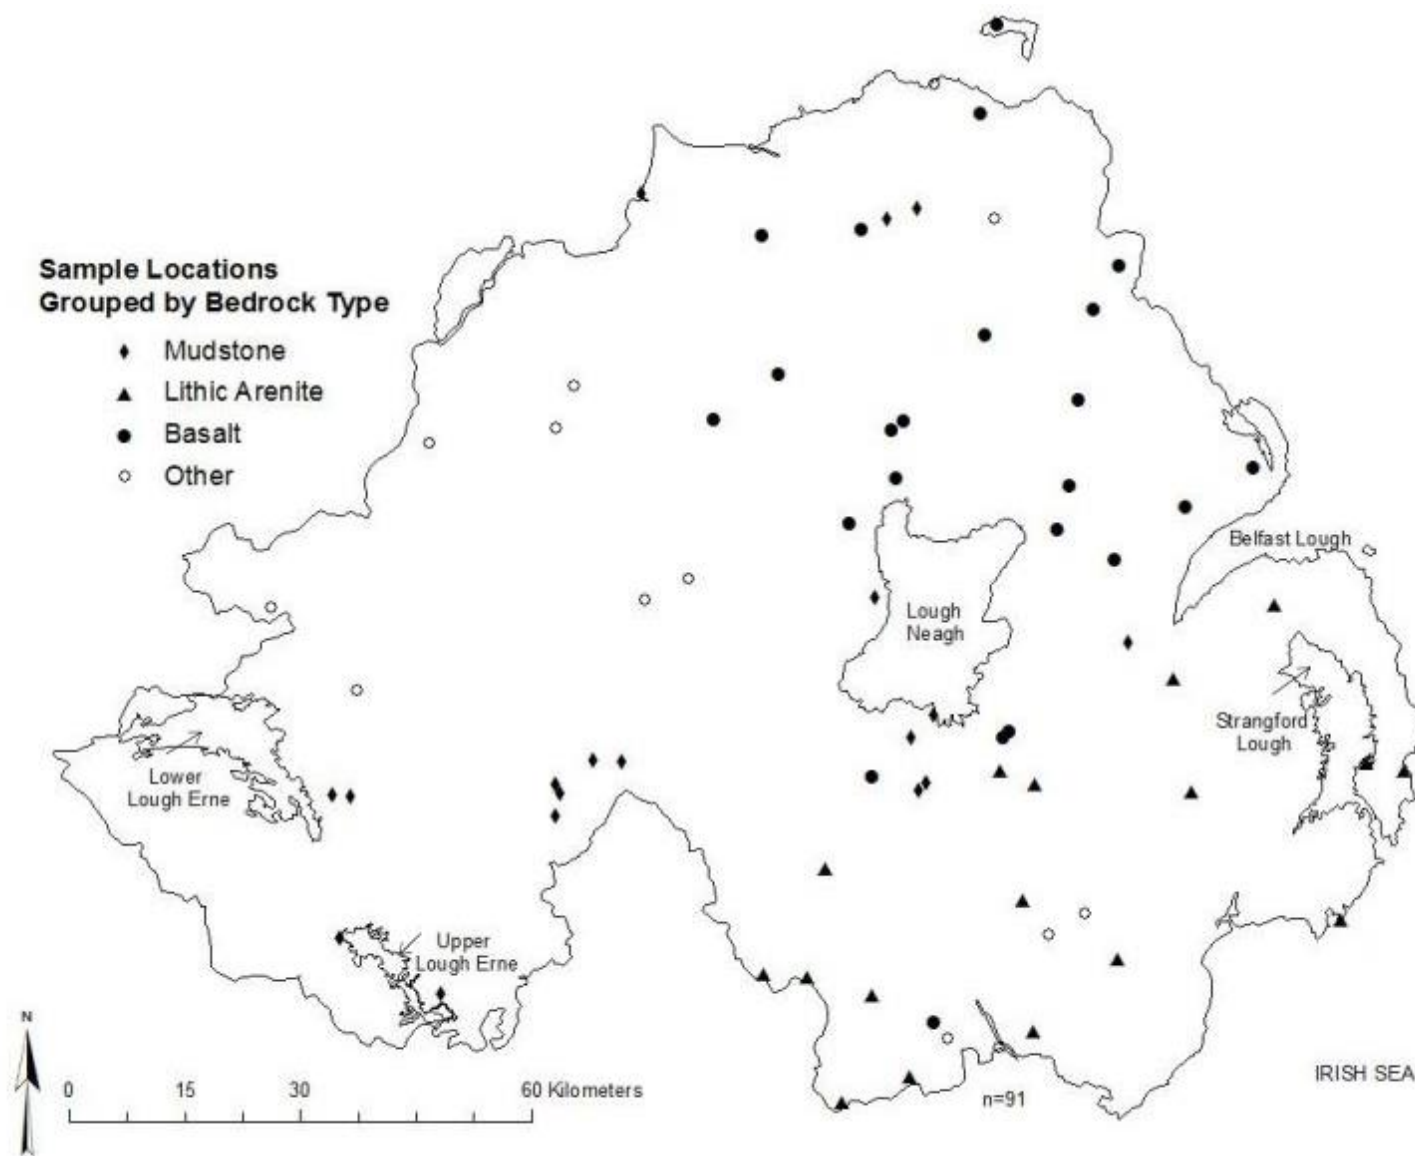 Sample Locations
Grouped by Bedrock Type
Mudstone
Lithic Arenite
Basalt
Other
Belfast Lough
Lough
Neagh
Strangford
Lough
Lower
Lough Erne
Upper
Lough Erne
N
0 15 30 60 Kilometers
n=91
IRISH SEA